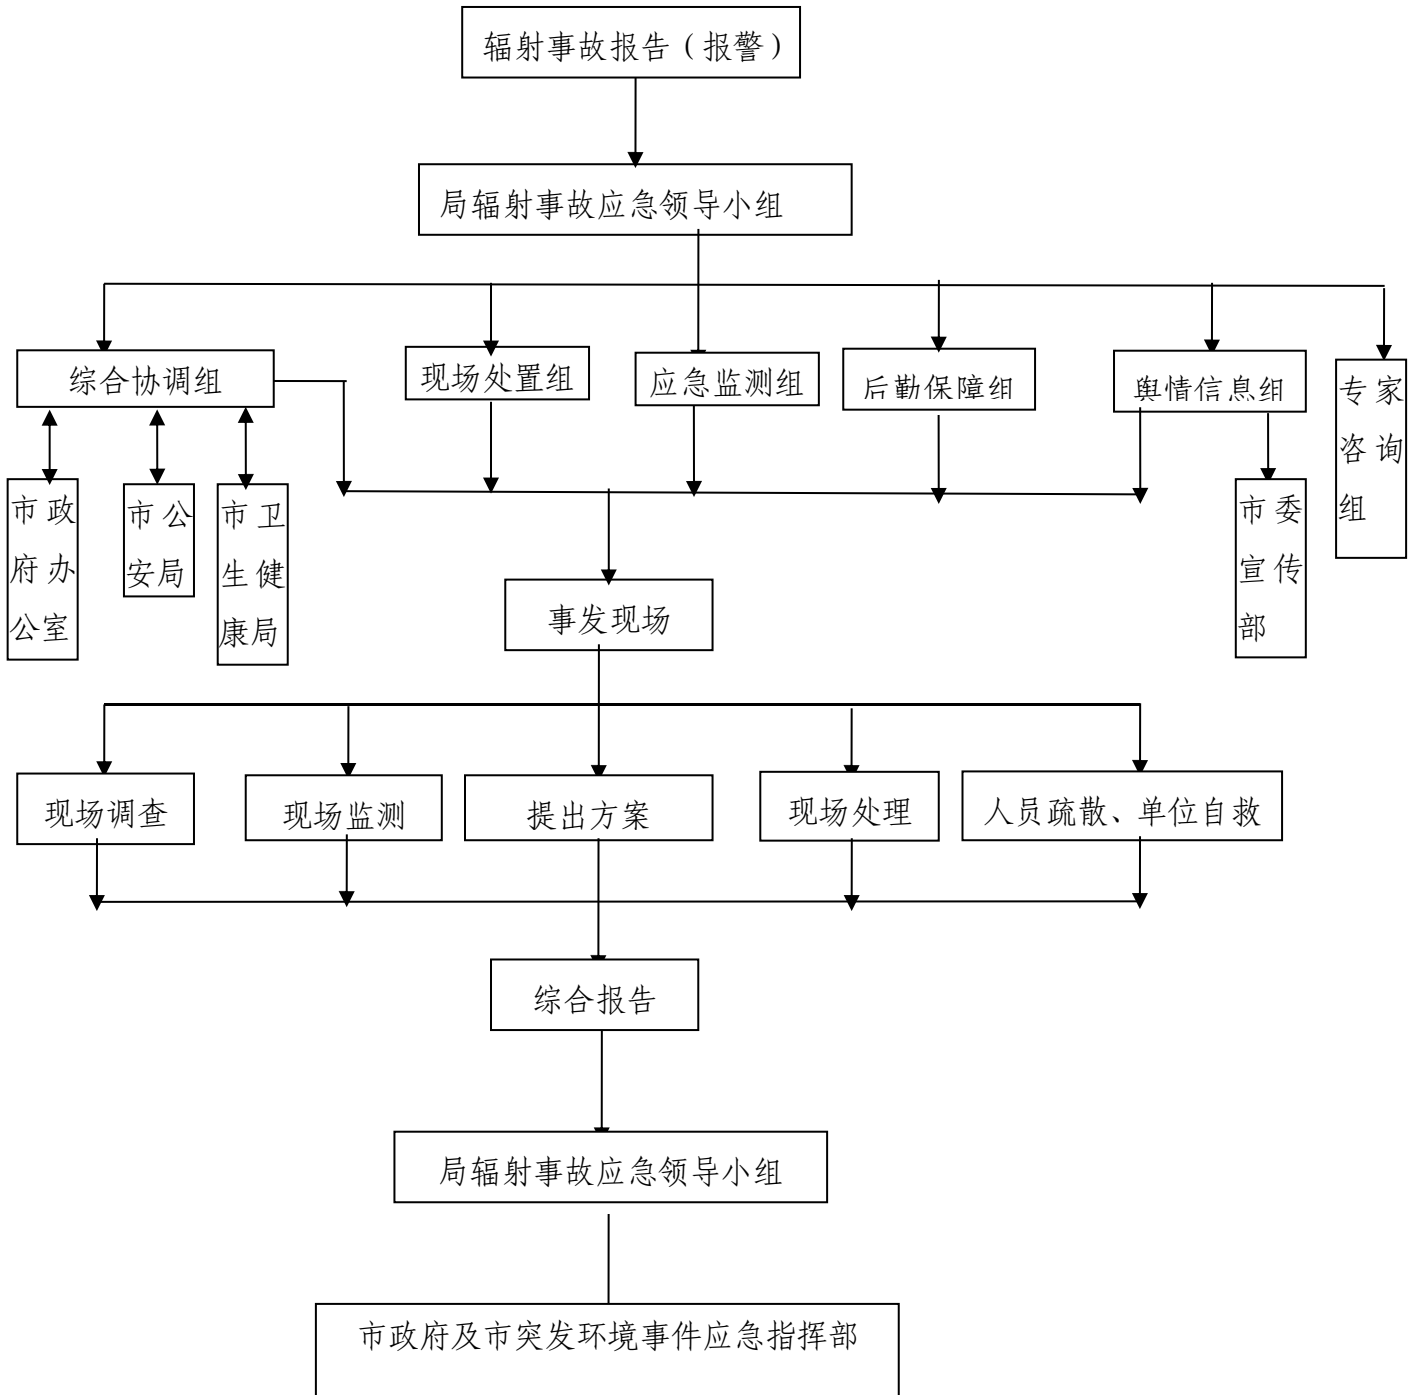 辐射事故报告（报警）
局辐射事故应急领导小组
综合协调组
现场处置组
应急监测组
后勤保障组
舆情信息组
专家
咨询
组
市政
府办
公室
市公
安局
市卫
生健
康局
市委
宣传
部
事发现场
现场调查
现场监测
提出方案
现场处理
人员疏散、单位自救
综合报告
局辐射事故应急领导小组
市政府及市突发环境事件应急指挥部